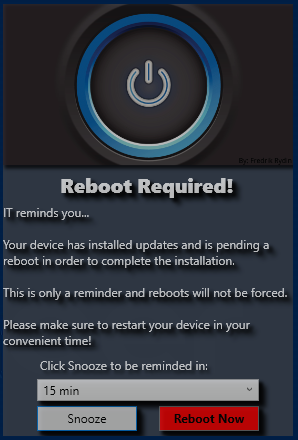 By: Fredrik Rydin
Reboot Required!
IT reminds you...
Your device has installed updates and is pending a
reboot in order to complete the installation.
This is only a reminder and reboots will not be forced.
Please make sure to restart your device in your
convenient time!
Click Snooze to be reminded in:
15 min
Snooze
Reboot Now